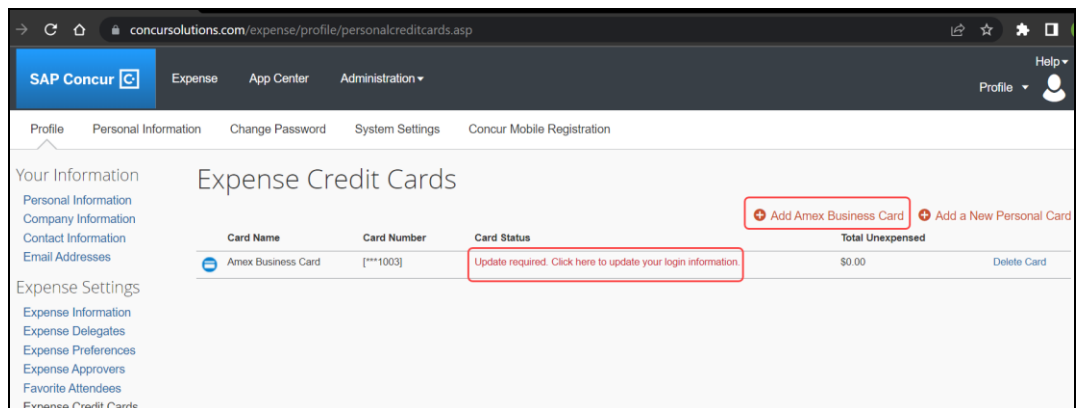 concursolutions.com/expense/profile/personalcreditcards.asp
Help
SAP Concur C Expense App Center Administration
Profile
Profile Personal Information Change Password System Settings Concur Mobile Registration
Your Information
Expense Credit Cards
Personal Information
Company Information
Add Amex Business Card Add a New Personal Card
Contact Information
Card Name Card Number Card Status Total Unexpensed
Email Addresses
Amex Business Card [***1003] Update required. Click here to update your login information. $0.00 Delete Card
Expense Settings
Expense Information
Expense Delegates
Expense Preferences
Expense Approvers
Favorite Attendees
Expense Credit Cards